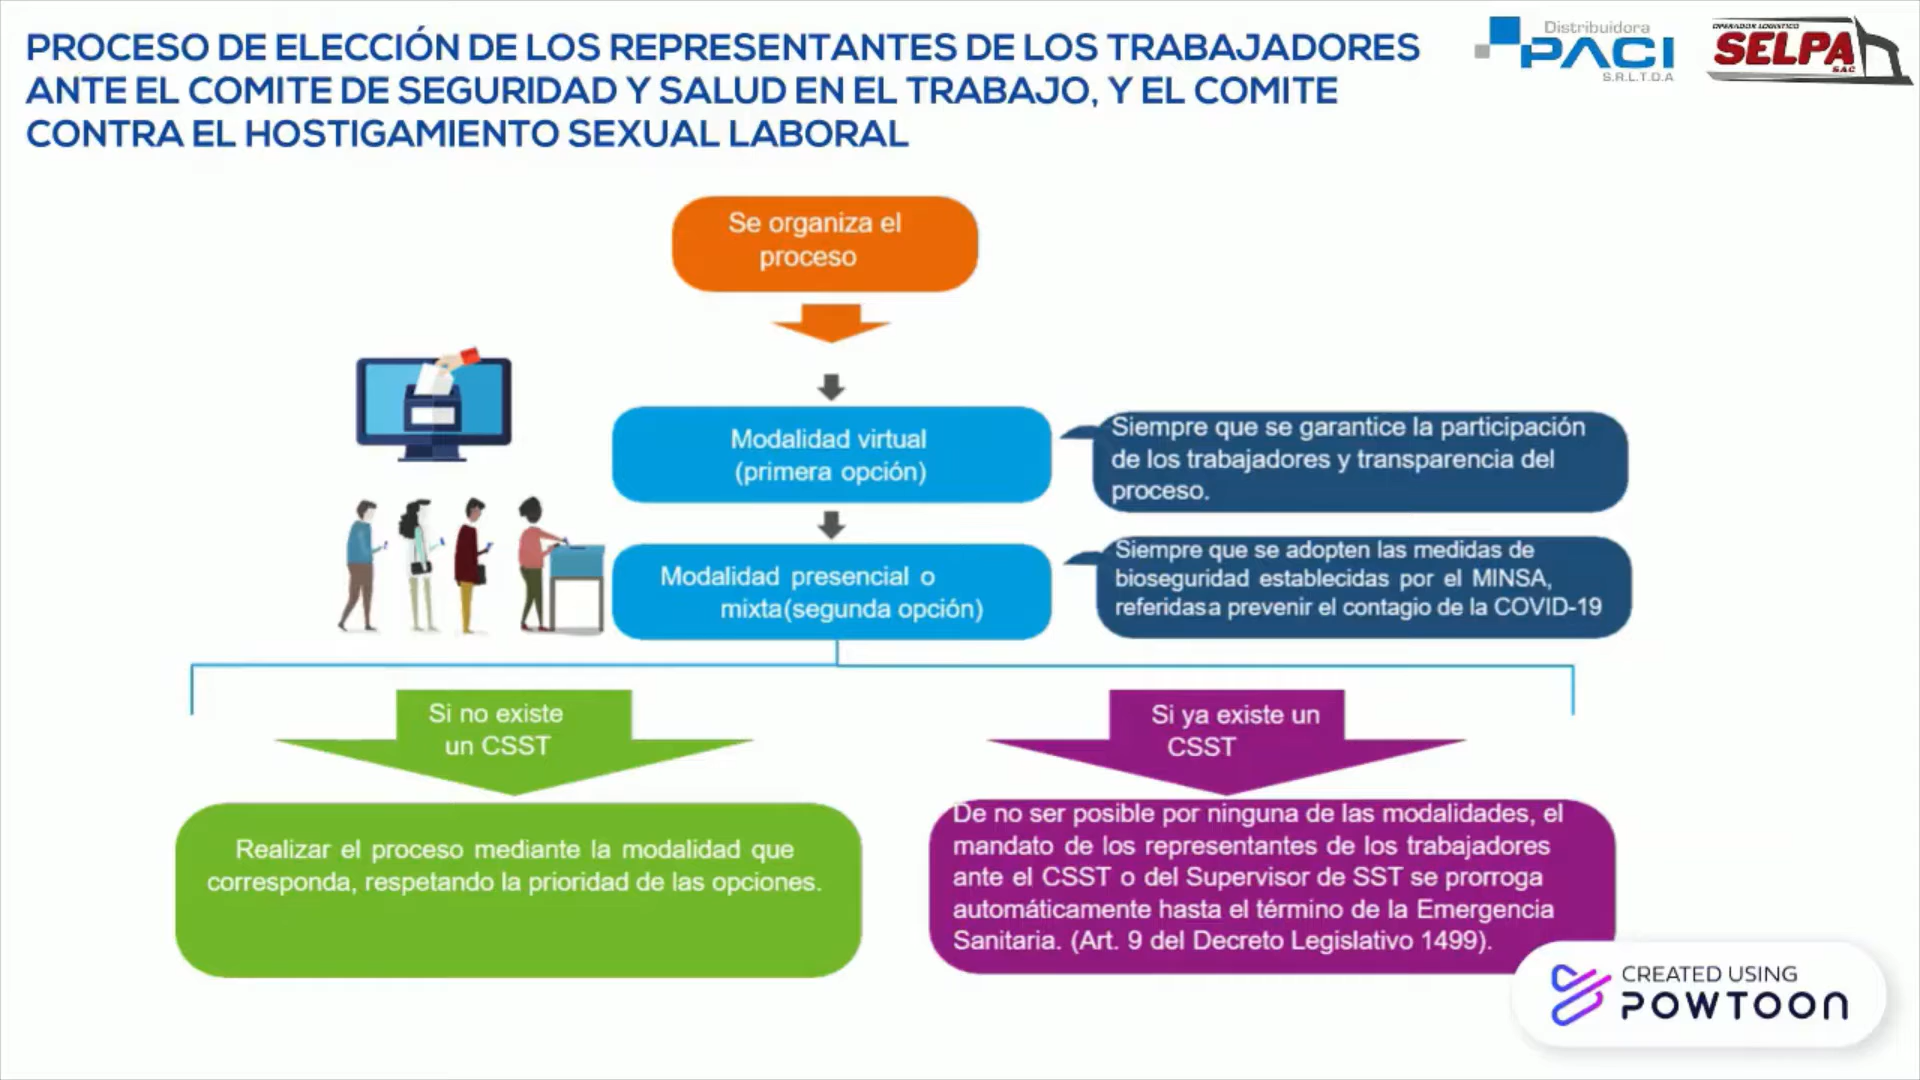 PROCESO DE ELECCIÓN DE LOS REPRESENTANTES DE LOS TRABAJADORES
ANTE EL COMITE DE SEGURIDAD Y SALUD EN EL TRABAJO, Y EL COMITE
CONTRA EL HOSTIGAMIENTO SEXUAL LABORAL
Distribuidora
PACI
S.R.L.T.D.A
OPERADOR LOGISTICO
SELPA
S.A.C
Se organiza el
proceso
Modalidad virtual
(primera opción)
Siempre que se garantice la participación
de los trabajadores y transparencia del
proceso.
Modalidad presencial o
mixta(segunda opción)
Siempre que se adopten las medidas de
bioseguridad establecidas por el MINSA,
referidasa prevenir el contagio de la COVID-19
Si no existe
un CSST
Realizar el proceso mediante la modalidad que
corresponda, respetando la prioridad de las opciones.
Si ya existe un
CSST
De no ser posible por ninguna de las modalidades, el
mandato de los representantes de los trabajadores
ante el CSST o del Supervisor de SST se prorroga
automáticamente hasta el término de la Emergencia
Sanitaria. (Art. 9 del Decreto Legislativo 1499).
CREATED USING
POWTOON